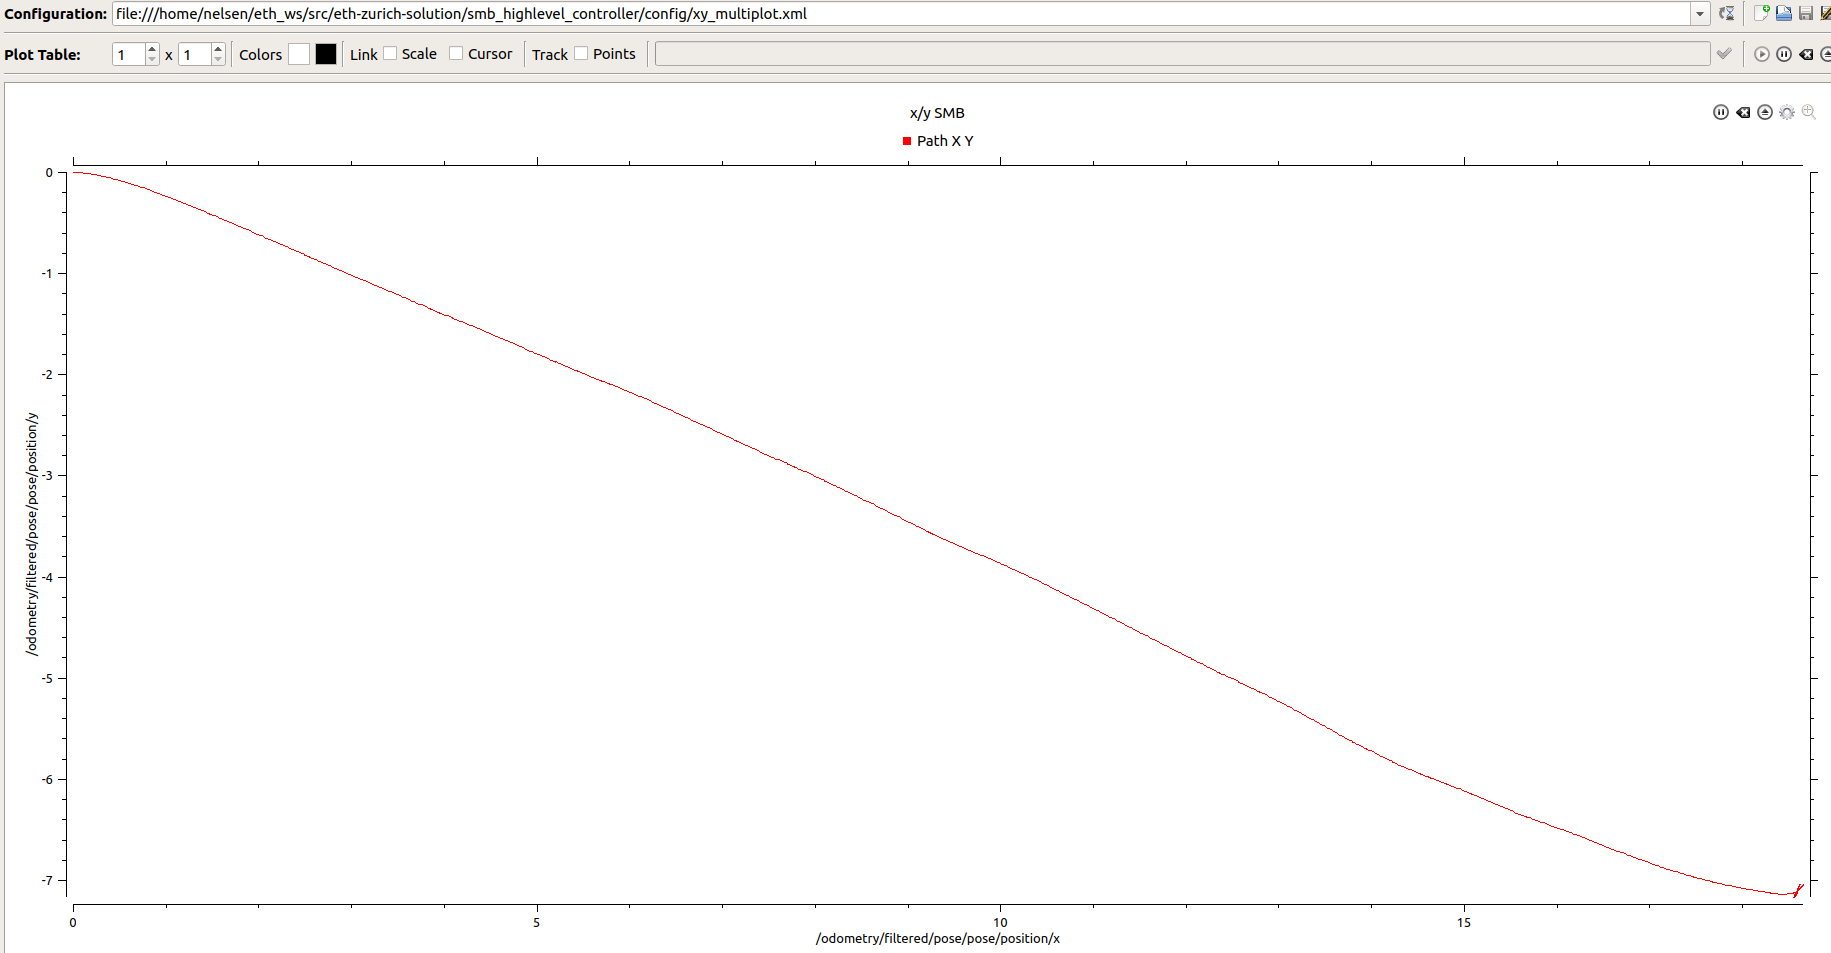 Configuration: file:///home/nelsen/eth_ws/src/eth-zurich-solution/smb_highlevel_controller/config/xy_multiplot.xml
Plot Table: 1 x 1 Colors Link Scale Cursor Track Points
x/y SMB
Path X Y
0
-1
-2
-3
-4
-5
-6
-7
/odometry/filtered/pose/pose/position/y
0 5 10 15
/odometry/filtered/pose/pose/position/x